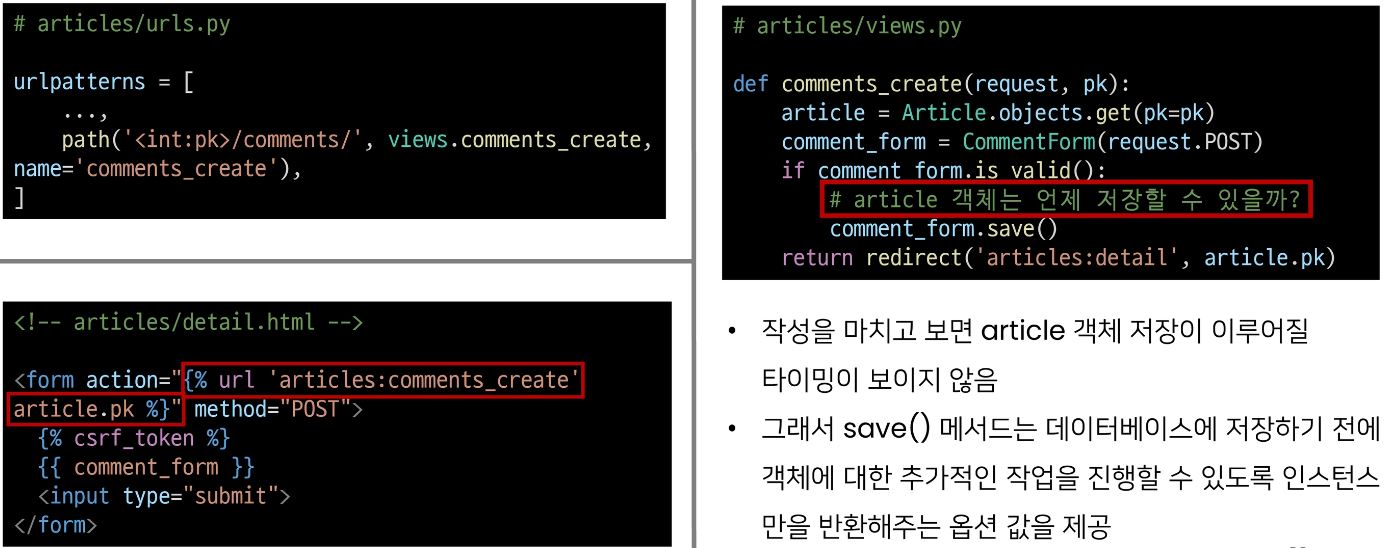 # articles/urls.py
urlpatterns = [
    ...,
    path('<int:pk>/comments/', views.comments_create,
name='comments_create'),
]
<!-- articles/detail.html -->
<form action="{% url 'articles:comments_create'
article.pk %}" method="POST">
  {% csrf_token %}
  {{ comment_form }}
  <input type="submit">
</form>
# articles/views.py
def comments_create(request, pk):
    article = Article.objects.get(pk=pk)
    comment_form = CommentForm(request.POST)
    if comment_form.is_valid():
        # article 객체는 언제 저장할 수 있을까?
        comment_form.save()
    return redirect('articles:detail', article.pk)
• 작성을 마치고 보면 article 객체 저장이 이루어질
타이밍이 보이지 않음
• 그래서 save() 메서드는 데이터베이스에 저장하기 전에
객체에 대한 추가적인 작업을 진행할 수 있도록 인스턴스
만을 반환해주는 옵션 값을 제공